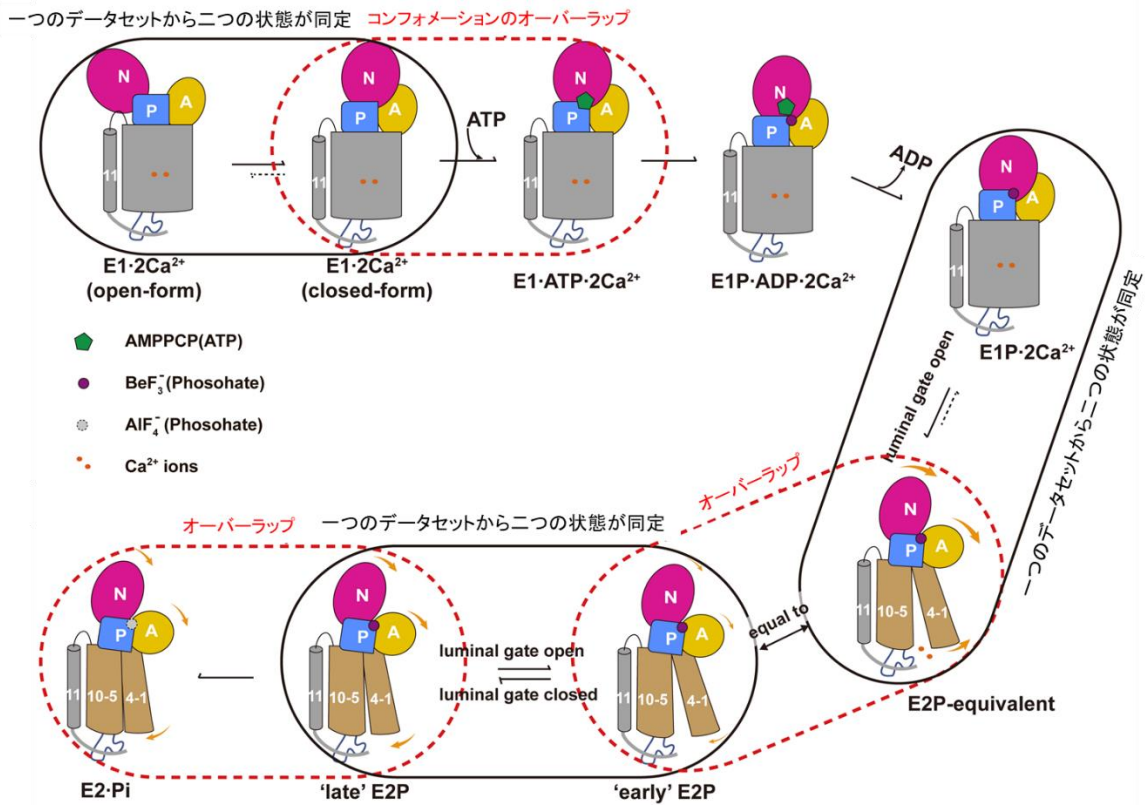 一つのデータセットから二つの状態が同定
コンフォメーションのオーバーラップ
N
P
A
11
N
P
A
11
ATP
N
P
A
11
N
P
A
11
ADP
N
P
A
11
E1·2Ca²⁺
(open-form)
E1·2Ca²⁺
(closed-form)
E1·ATP·2Ca²⁺
E1P·ADP·2Ca²⁺
E1P·2Ca²⁺
一つのデータセットから二つの状態が同定
AMPPCP(ATP)
BeF₃⁻(Phosohate)
AlF₄⁻(Phosohate)
Ca²⁺ ions
luminal gate open
オーバーラップ
オーバーラップ
一つのデータセットから二つの状態が同定
N
P
A
11
10-5
4-1
N
P
A
11
10-5
4-1
luminal gate open
luminal gate closed
N
P
A
11
10-5
4-1
equal to
N
P
A
11
10-5
4-1
E2P-equivalent
E2·Pi
‘late’ E2P
‘early’ E2P